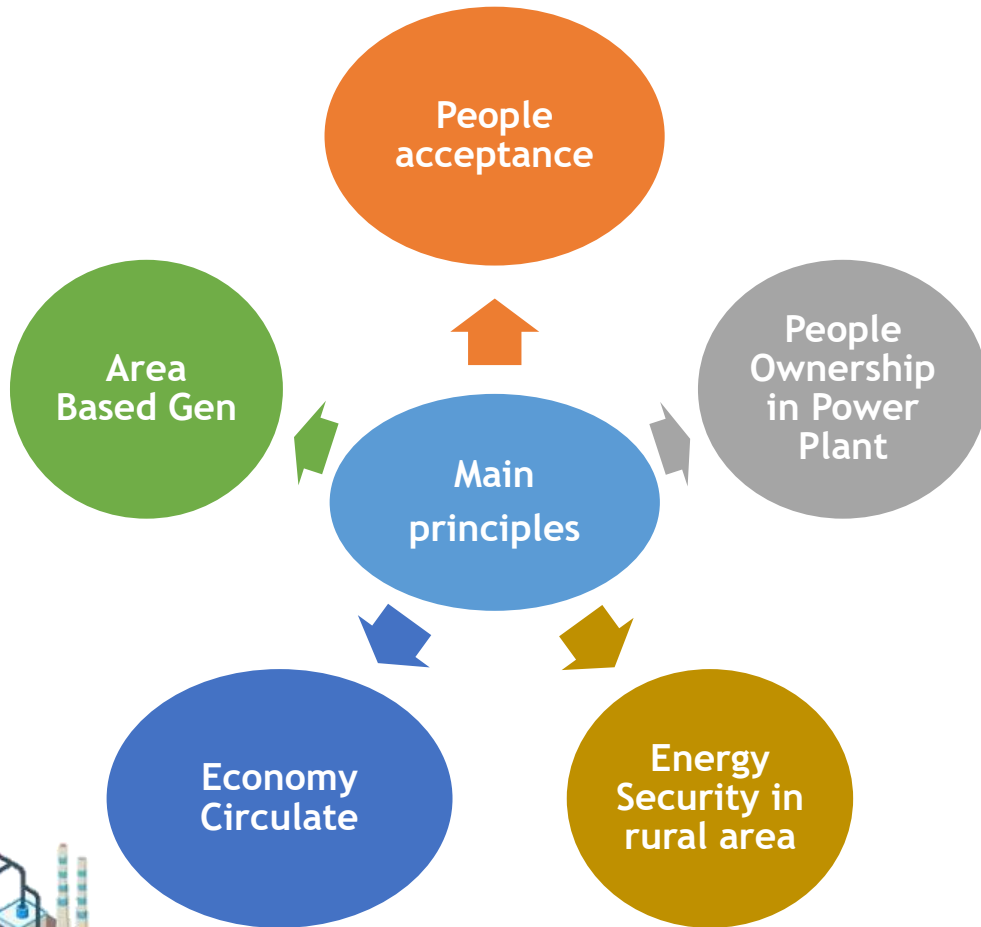 People
acceptance
Area
Based Gen
People
Ownership
in Power
Plant
Main
principles
Economy
Circulate
Energy
Security in
rural area